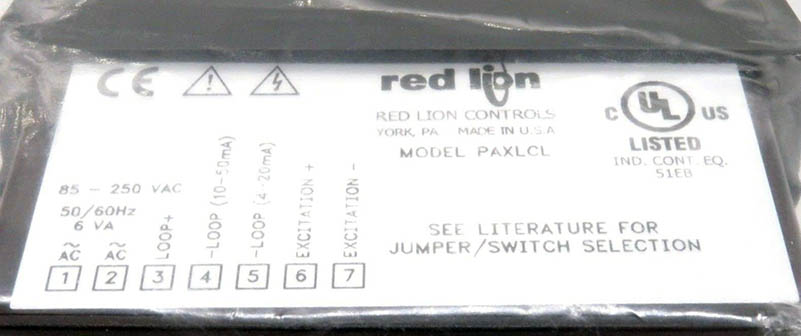 CE
red lion
RED LION CONTROLS
YORK, PA. MADE IN U.S.A
MODEL PAXLCL
C UL US
LISTED
IND. CONT. EQ.
51EB
85 - 250 VAC
50/60Hz
6 VA
~
AC
~
AC
LOOP+
-LOOP (10-50mA)
-LOOP (4-20mA)
EXCITATION +
EXCITATION -
1 2 3 4 5 6 7
SEE LITERATURE FOR
JUMPER/SWITCH SELECTION